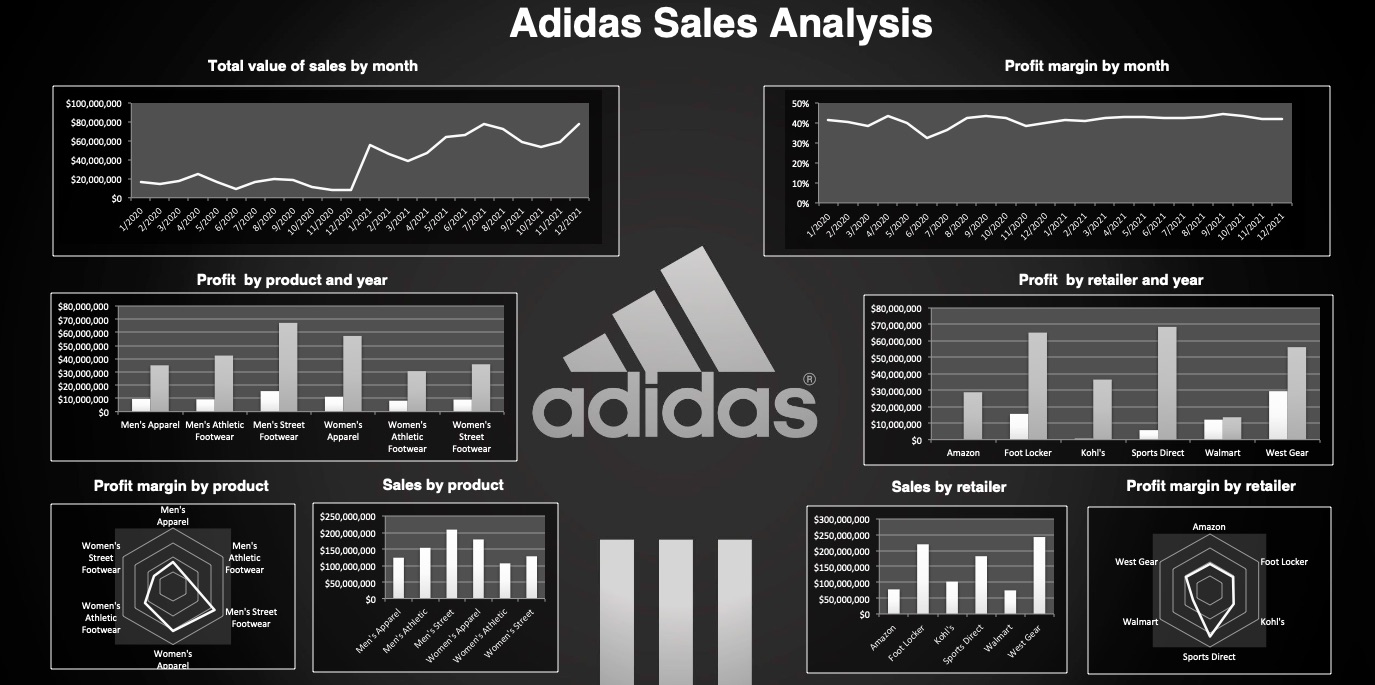 Adidas Sales Analysis
Total value of sales by month
$100,000,000
$80,000,000
$60,000,000
$40,000,000
$20,000,000
$0
1/2020
2/2020
3/2020
4/2020
5/2020
6/2020
7/2020
8/2020
9/2020
10/2020
11/2020
12/2020
1/2021
2/2021
3/2021
4/2021
5/2021
6/2021
7/2021
8/2021
9/2021
10/2021
11/2021
12/2021
Profit margin by month
50%
40%
30%
20%
10%
0%
1/2020
2/2020
3/2020
4/2020
5/2020
6/2020
7/2020
8/2020
9/2020
10/2020
11/2020
12/2020
1/2021
2/2021
3/2021
4/2021
5/2021
6/2021
7/2021
8/2021
9/2021
10/2021
11/2021
12/2021
Profit by product and year
$80,000,000
$70,000,000
$60,000,000
$50,000,000
$40,000,000
$30,000,000
$20,000,000
$10,000,000
$0
Men's Apparel
Men's Athletic
Footwear
Men's Street
Footwear
Women's
Apparel
Women's
Athletic
Footwear
Women's
Street
Footwear
adidas®
Profit by retailer and year
$80,000,000
$70,000,000
$60,000,000
$50,000,000
$40,000,000
$30,000,000
$20,000,000
$10,000,000
$0
Amazon
Foot Locker
Kohl's
Sports Direct
Walmart
West Gear
Profit margin by product
Men's
Apparel
Men's
Athletic
Footwear
Men's Street
Footwear
Women's
Apparel
Women's
Athletic
Footwear
Women's
Street
Footwear
Sales by product
$250,000,000
$200,000,000
$150,000,000
$100,000,000
$50,000,000
$0
Men's Apparel
Men's Athletic
Men's Street
Women's Apparel
Women's Athletic
Women's Street
Sales by retailer
$300,000,000
$250,000,000
$200,000,000
$150,000,000
$100,000,000
$50,000,000
$0
Amazon
Foot Locker
Kohl's
Sports Direct
Walmart
West Gear
Profit margin by retailer
Amazon
Foot Locker
Kohl's
Sports Direct
Walmart
West Gear